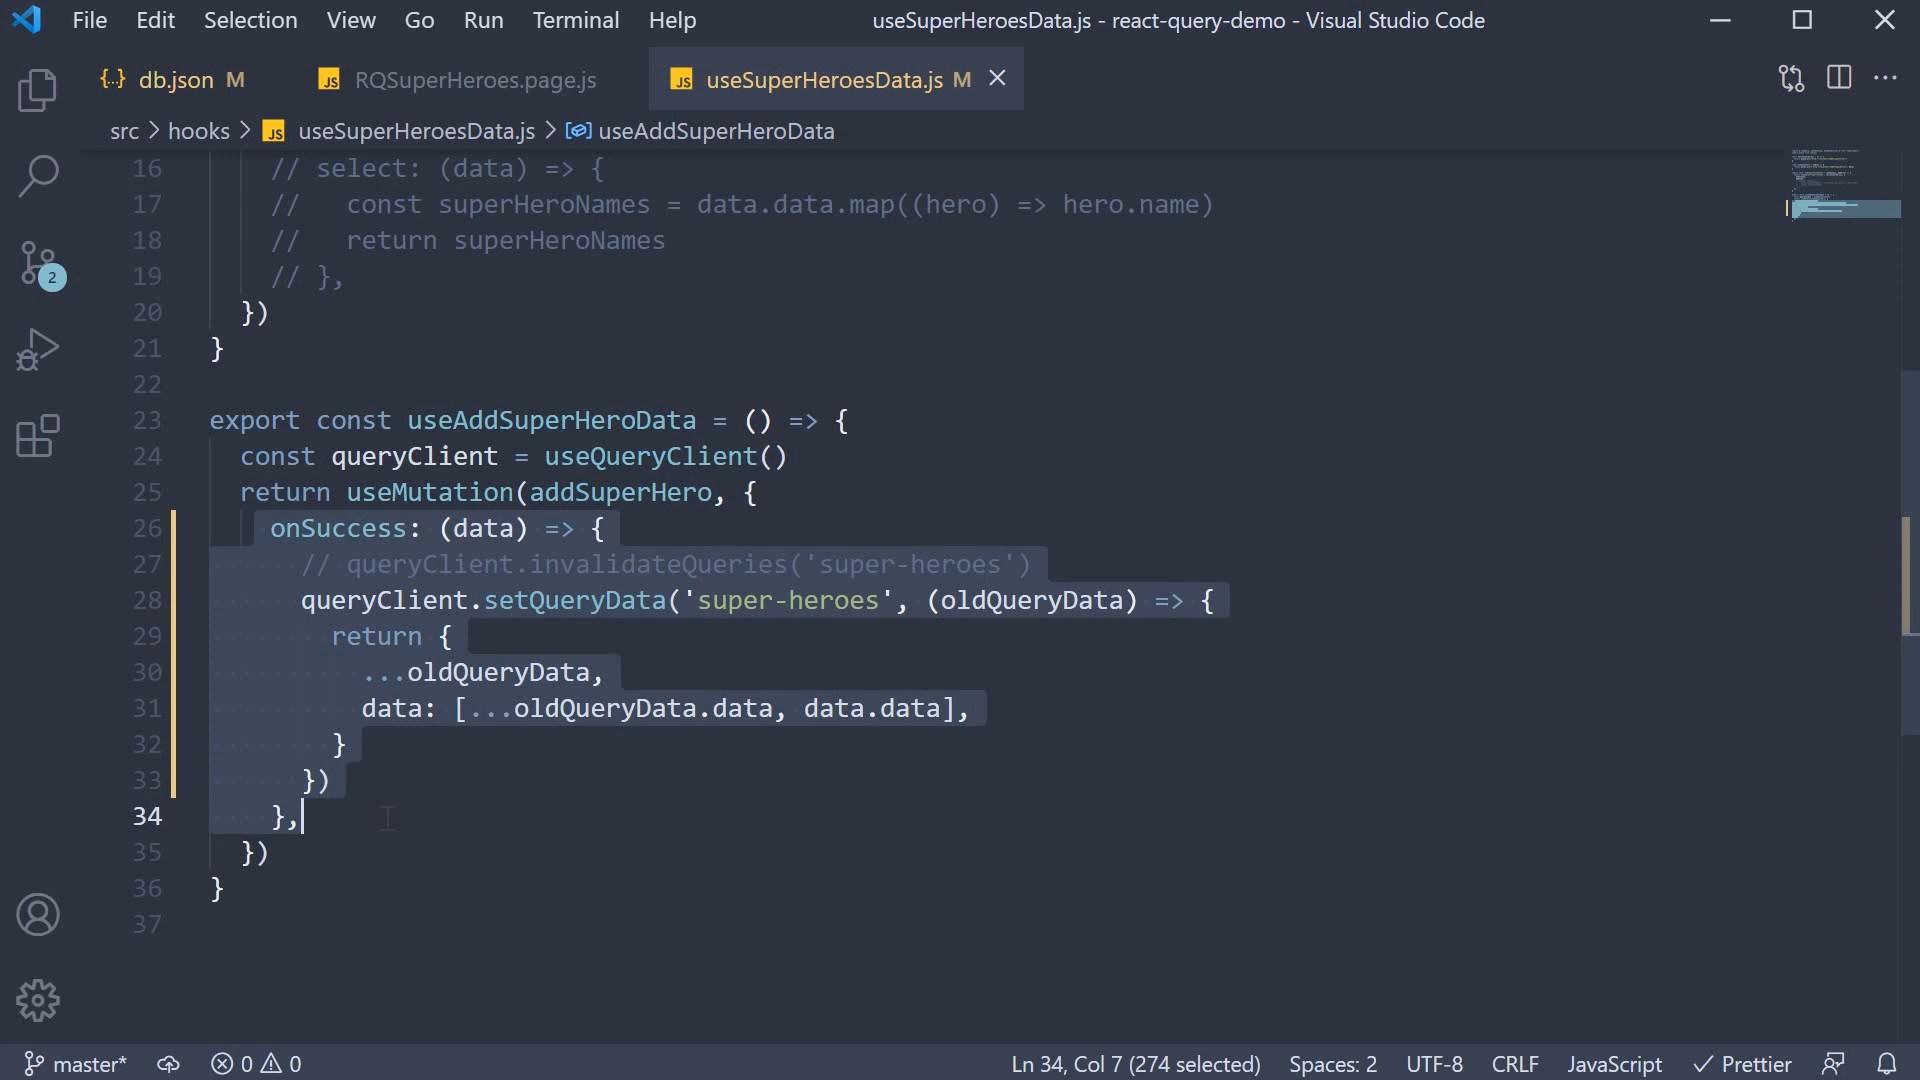 File Edit Selection View Go Run Terminal Help useSuperHeroesData.js - react-query-demo - Visual Studio Code
{..} db.json M JS RQSuperHeroes.page.js JS useSuperHeroesData.js M
src > hooks > JS useSuperHeroesData.js > useAddSuperHeroData
16 // select: (data) => {
17 //   const superHeroNames = data.data.map((hero) => hero.name)
18 //   return superHeroNames
19 // },
20 })
21 }
22
23 export const useAddSuperHeroData = () => {
24 const queryClient = useQueryClient()
25 return useMutation(addSuperHero, {
26 onSuccess: (data) => {
27 // queryClient.invalidateQueries('super-heroes')
28 queryClient.setQueryData('super-heroes', (oldQueryData) => {
29 return {
30 ...oldQueryData,
31 data: [...oldQueryData.data, data.data],
32 }
33 })
34 },
35 })
36 }
37
2
master* 0 0 Ln 34, Col 7 (274 selected) Spaces: 2 UTF-8 CRLF JavaScript Prettier